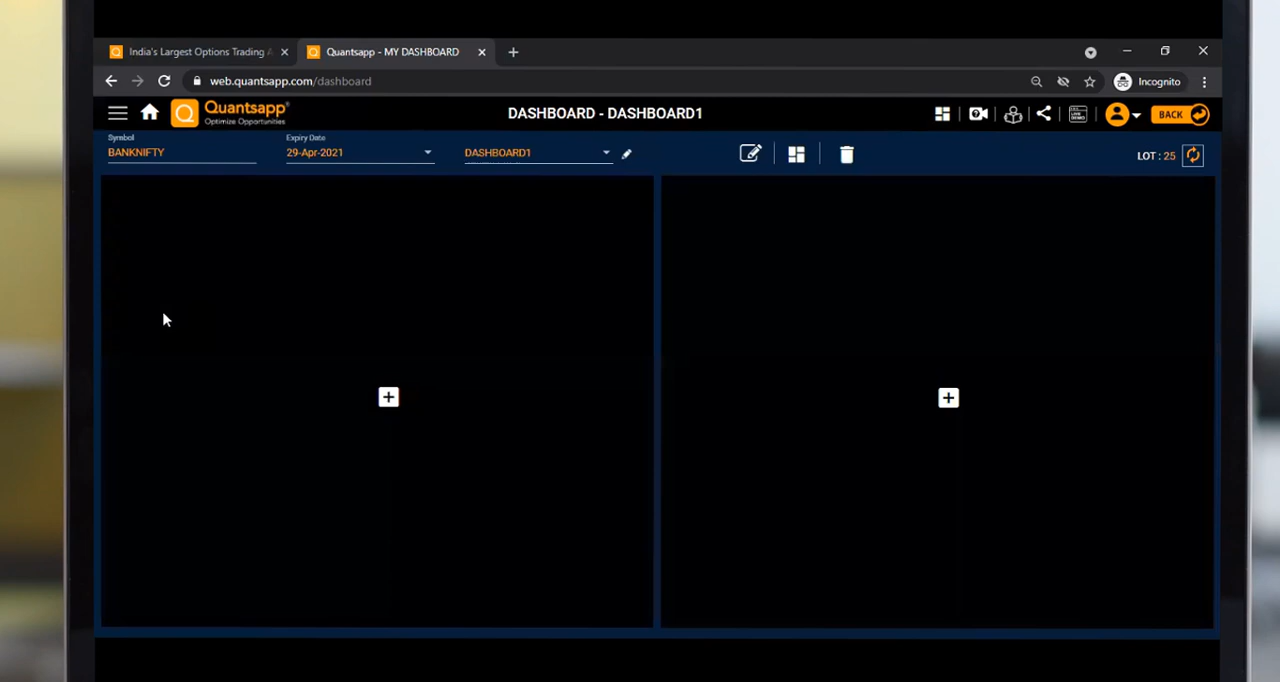 India's Largest Options Trading A
Quantsapp - MY DASHBOARD
web.quantsapp.com/dashboard
Incognito
Quantsapp®
Optimize Opportunities
DASHBOARD - DASHBOARD1
BACK
Symbol
BANKNIFTY
Expiry Date
29-Apr-2021
DASHBOARD1
LOT : 25